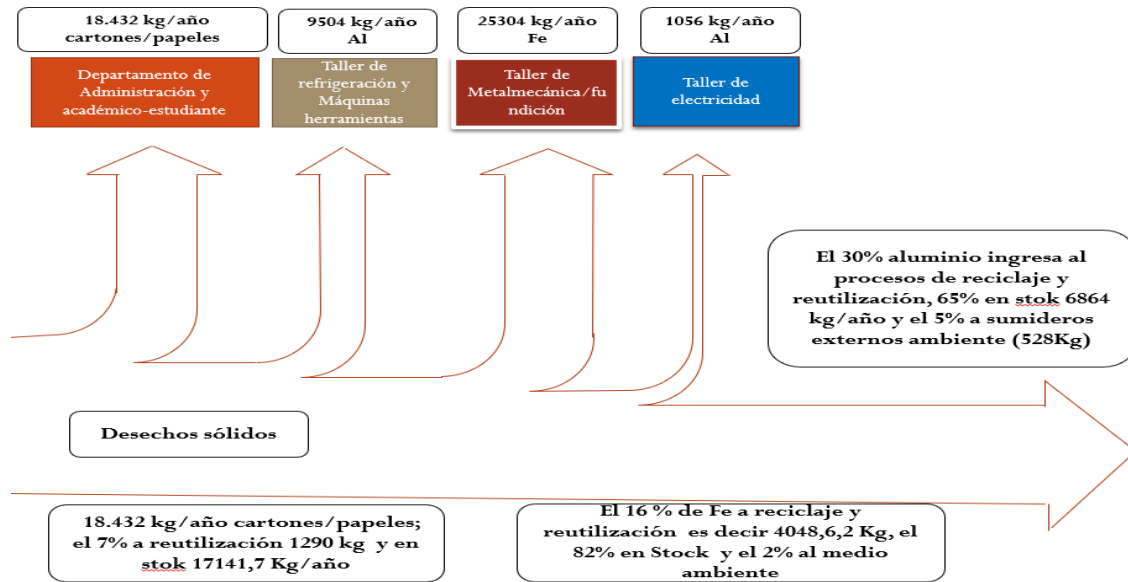 18.432 kg/año
cartones/papeles
9504 kg/año
Al
25304 kg/año
Fe
1056 kg/año
Al
Departamento de
Administración y
académico-estudiante
Taller de
refrigeración y
Máquinas
herramientas
Taller de
Metalmecánica/fu
ndición
Taller de
electricidad
El 30% aluminio ingresa al
procesos de reciclaje y
reutilización, 65% en stok 6864
kg/año y el 5% a sumideros
externos ambiente (528Kg)
Desechos sólidos
18.432 kg/año cartones/papeles;
el 7% a reutilización 1290 kg y en
stok 17141,7 Kg/año
El 16 % de Fe a reciclaje y
reutilización es decir 4048,6,2 Kg, el
82% en Stock y el 2% al medio
ambiente